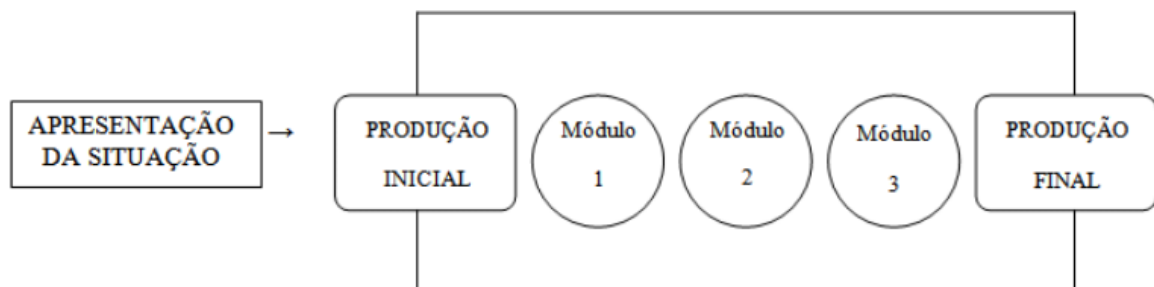 APRESENTAÇÃO
DA SITUAÇÃO
→
PRODUÇÃO
INICIAL
Módulo
1
Módulo
2
Módulo
3
PRODUÇÃO
FINAL